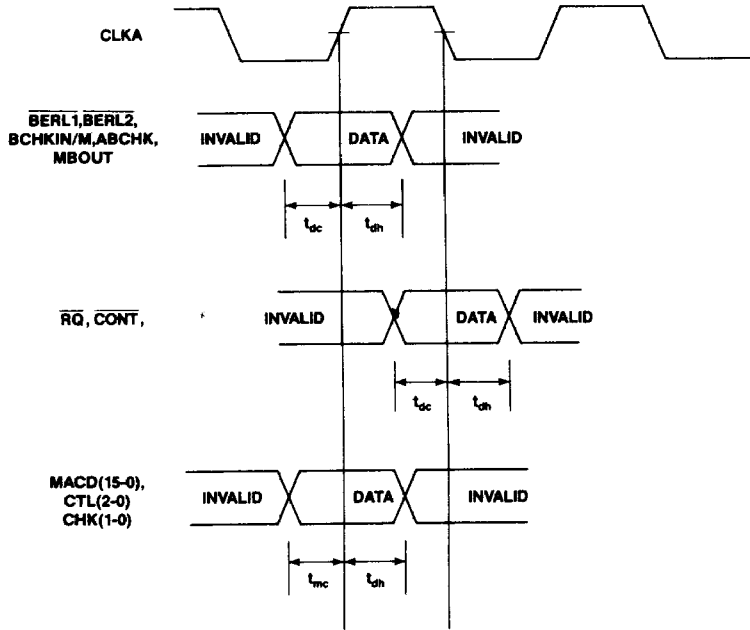 CLKA
BERL1,BERL2,
BCHKIN/M,ABCHK,
MBOUT
INVALID DATA INVALID
tdc tdh
RQ, CONT,
INVALID DATA INVALID
tdc tdh
MACD(15-0),
CTL(2-0)
CHK(1-0)
INVALID DATA INVALID
tmc tdh